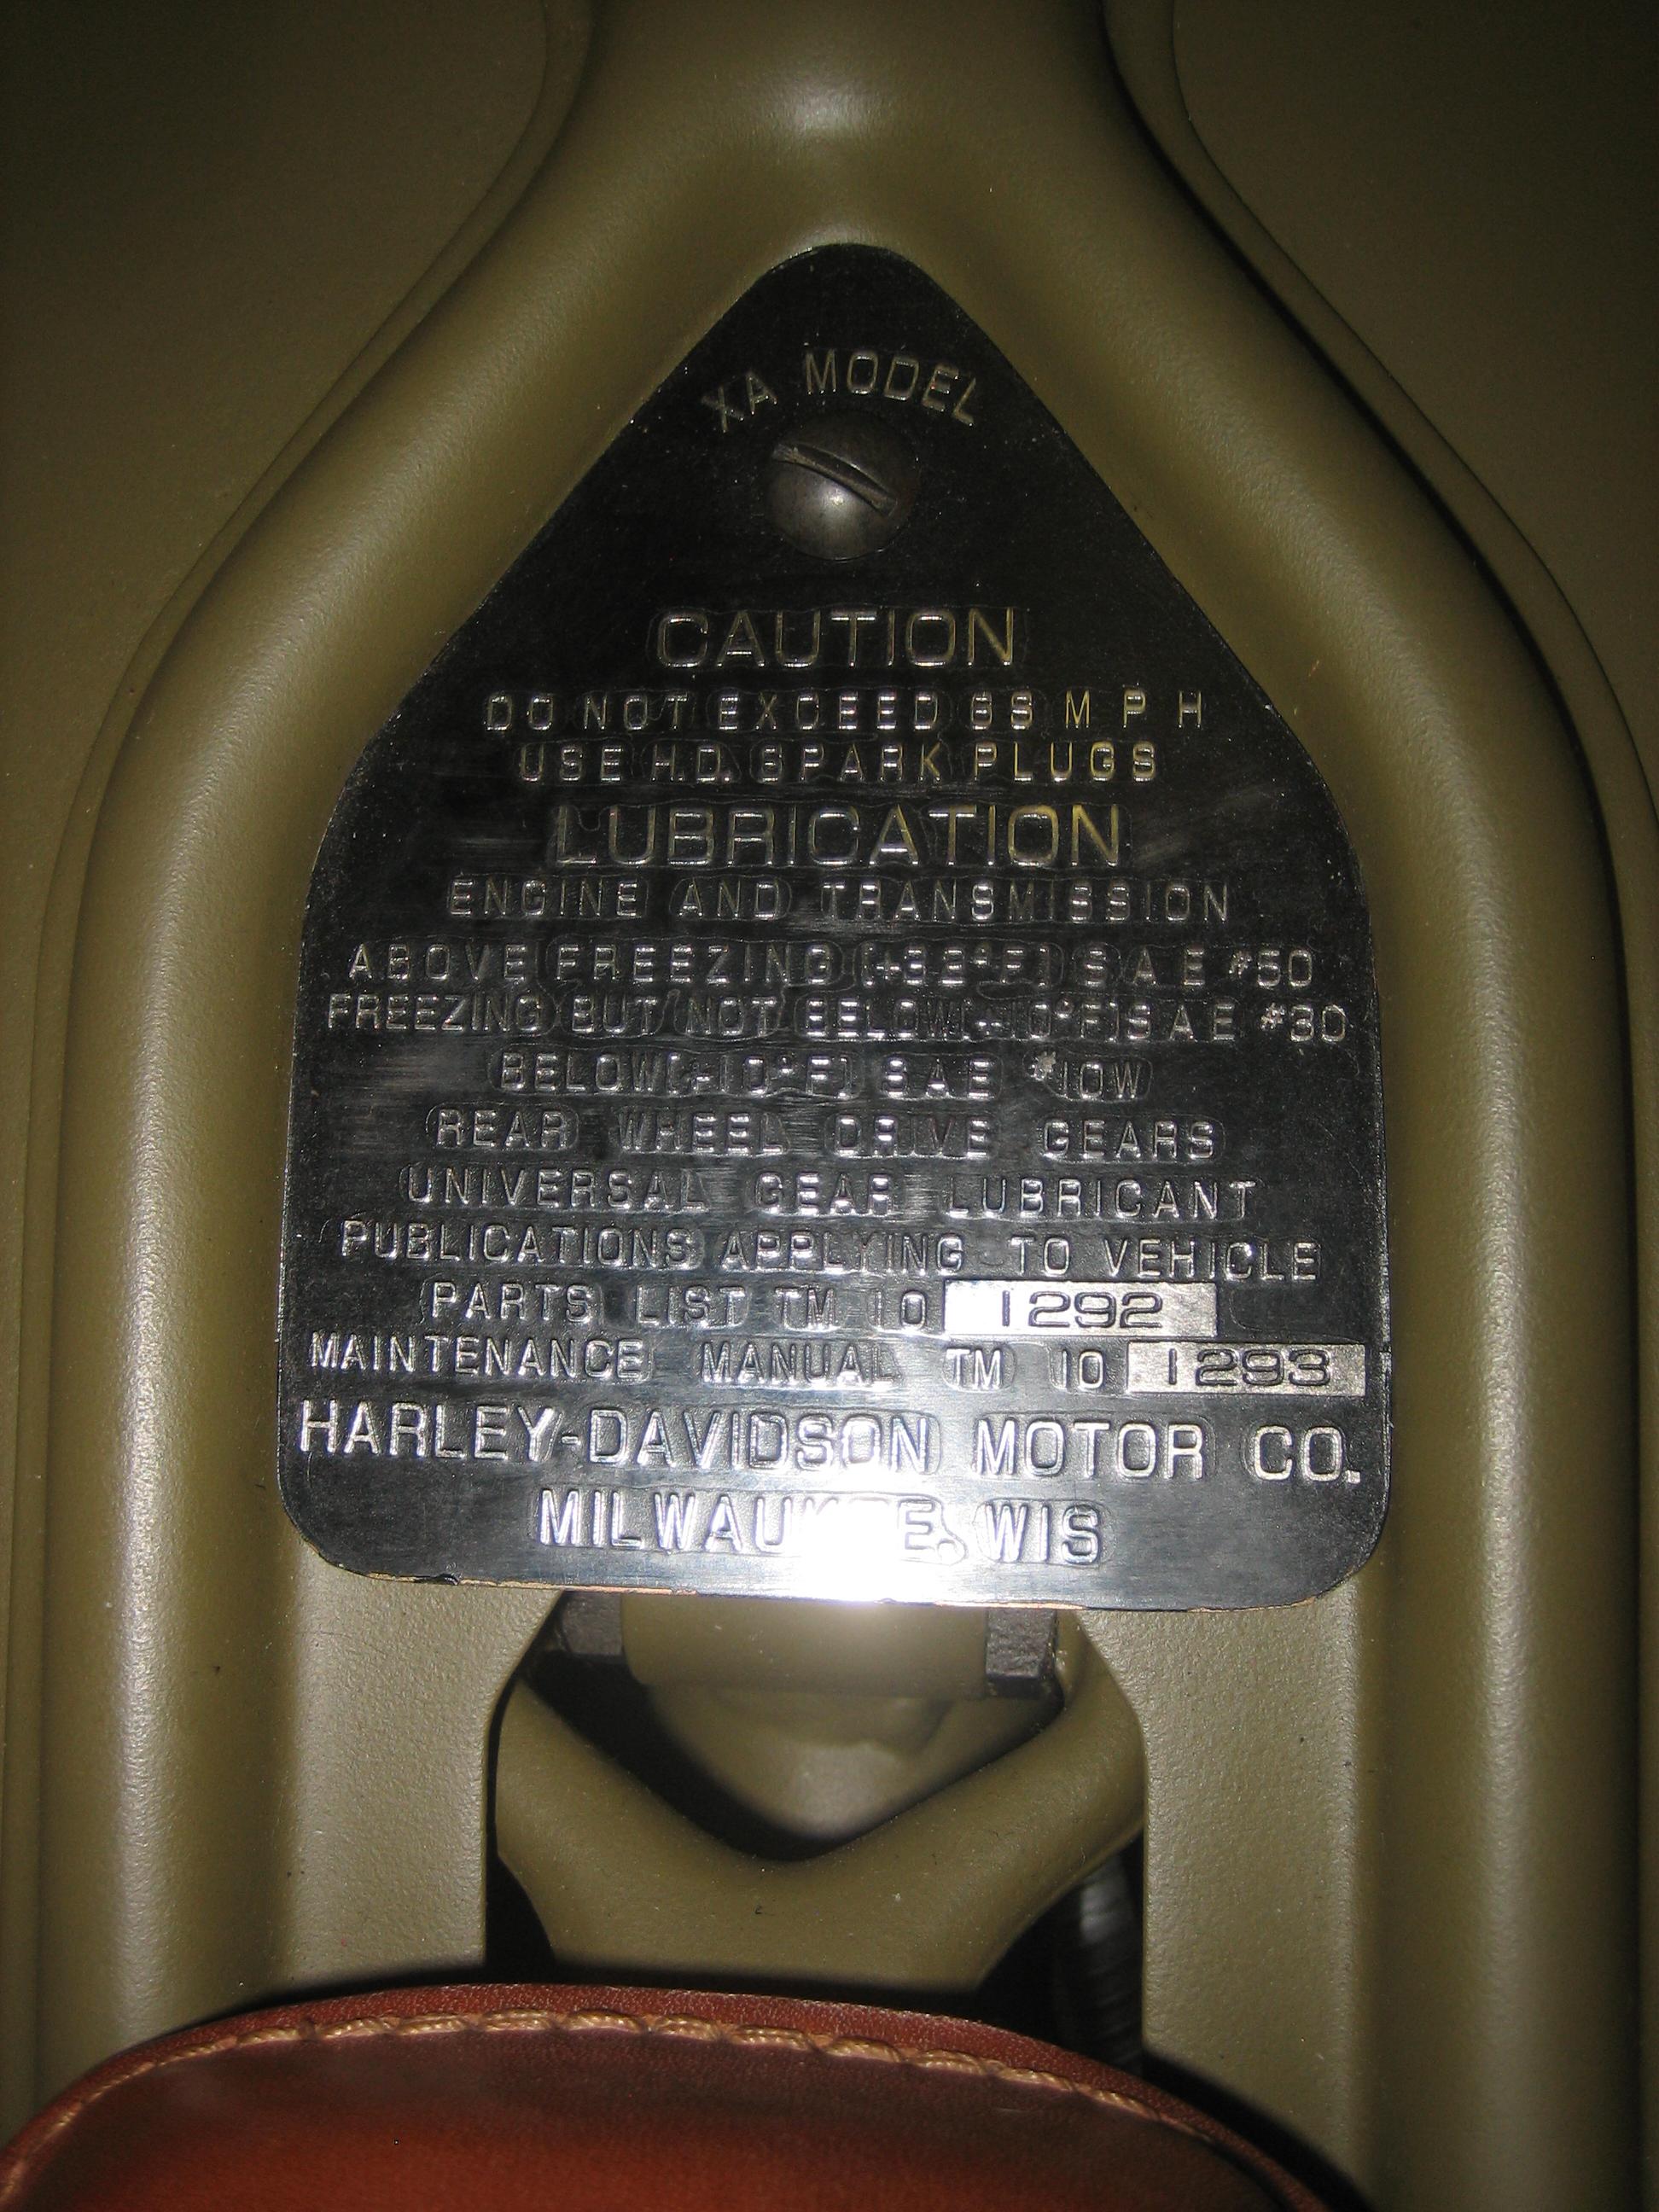 XA MODEL
CAUTION
DO NOT EXCEED 65 M P H
USE H.D. SPARK PLUGS
LUBRICATION
ENGINE AND TRANSMISSION
ABOVE FREEZING (+32°F) S A E #50
FREEZING BUT NOT BELOW(-10°F) S A E #30
BELOW(-10°F) S A E #10W
REAR WHEEL DRIVE GEARS
UNIVERSAL GEAR LUBRICANT
PUBLICATIONS APPLYING TO VEHICLE
PARTS LIST TM 10 1292
MAINTENANCE MANUAL TM 10 1293
HARLEY-DAVIDSON MOTOR CO.
MILWAUKEE, WIS